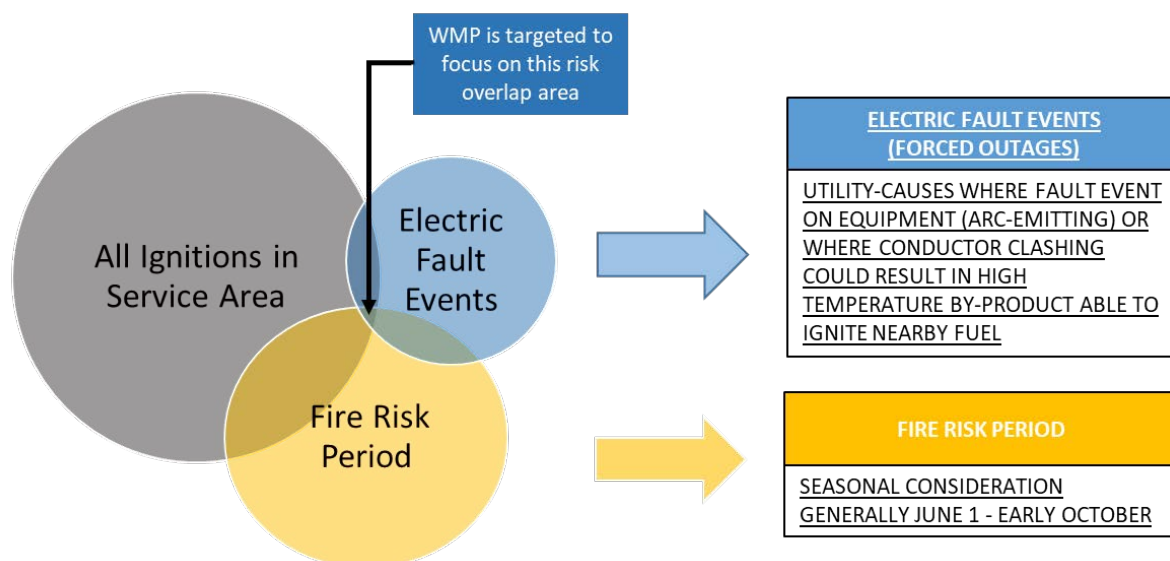 WMP is targeted to
focus on this risk
overlap area
All Ignitions in
Service Area
Electric
Fault
Events
Fire Risk
Period
ELECTRIC FAULT EVENTS
(FORCED OUTAGES)
UTILITY-CAUSES WHERE FAULT EVENT
ON EQUIPMENT (ARC-EMITTING) OR
WHERE CONDUCTOR CLASHING
COULD RESULT IN HIGH
TEMPERATURE BY-PRODUCT ABLE TO
IGNITE NEARBY FUEL
FIRE RISK PERIOD
SEASONAL CONSIDERATION
GENERALLY JUNE 1 - EARLY OCTOBER